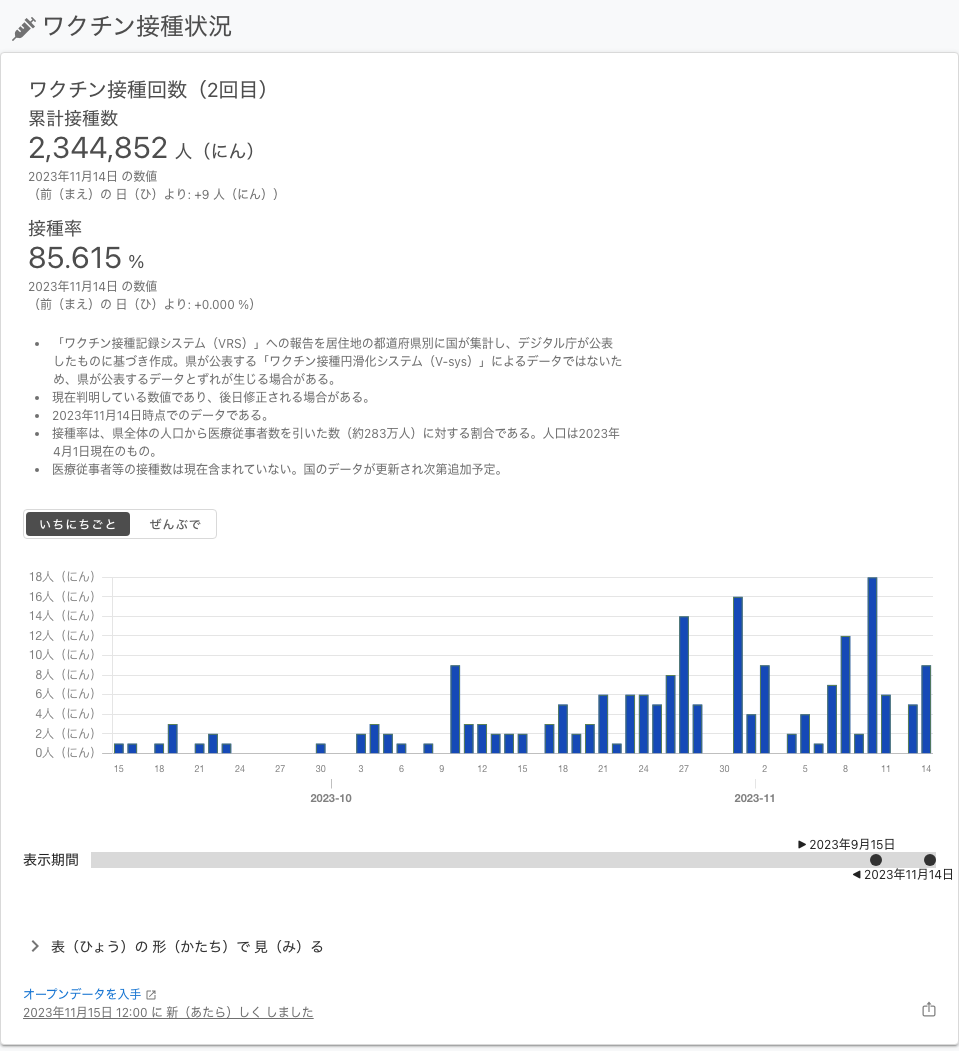 ワクチン接種状況
ワクチン接種回数（2回目）
累計接種数
2,344,852 人（にん）
2023年11月14日 の数値
（前（まえ）の 日（ひ）より: +9 人（にん））
接種率
85.615 %
2023年11月14日 の数値
（前（まえ）の 日（ひ）より: +0.000 %）
• 「ワクチン接種記録システム（VRS）」への報告を居住地の都道府県別に国が集計し、デジタル庁が公表
したものに基づき作成。県が公表する「ワクチン接種円滑化システム（V-sys）」によるデータではないた
め、県が公表するデータとずれが生じる場合がある。
• 現在判明している数値であり、後日修正される場合がある。
• 2023年11月14日時点でのデータである。
• 接種率は、県全体の人口から医療従事者数を引いた数（約283万人）に対する割合である。人口は2023年
4月1日現在のもの。
• 医療従事者等の接種数は現在含まれていない。国のデータが更新され次第追加予定。
いちにちごと ぜんぶで
18人（にん）
16人（にん）
14人（にん）
12人（にん）
10人（にん）
8人（にん）
6人（にん）
4人（にん）
2人（にん）
0人（にん）
15 18 21 24 27 30 3 6 9 12 15 18 21 24 27 30 2 5 8 11 14
2023-10 2023-11
▶ 2023年9月15日
表示期間
◀ 2023年11月14日
表（ひょう）の 形（かたち）で 見（み）る
オープンデータを入手
2023年11月15日 12:00 に 新（あたら）しく しました